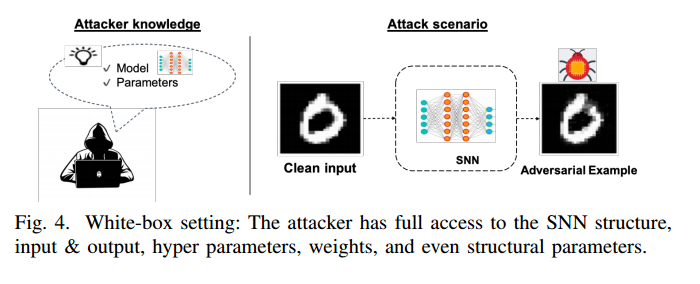 Attacker knowledge
✓ Model
✓ Parameters
Attack scenario
Clean input
SNN
Adversarial Example
Fig. 4. White-box setting: The attacker has full access to the SNN structure,
input & output, hyper parameters, weights, and even structural parameters.